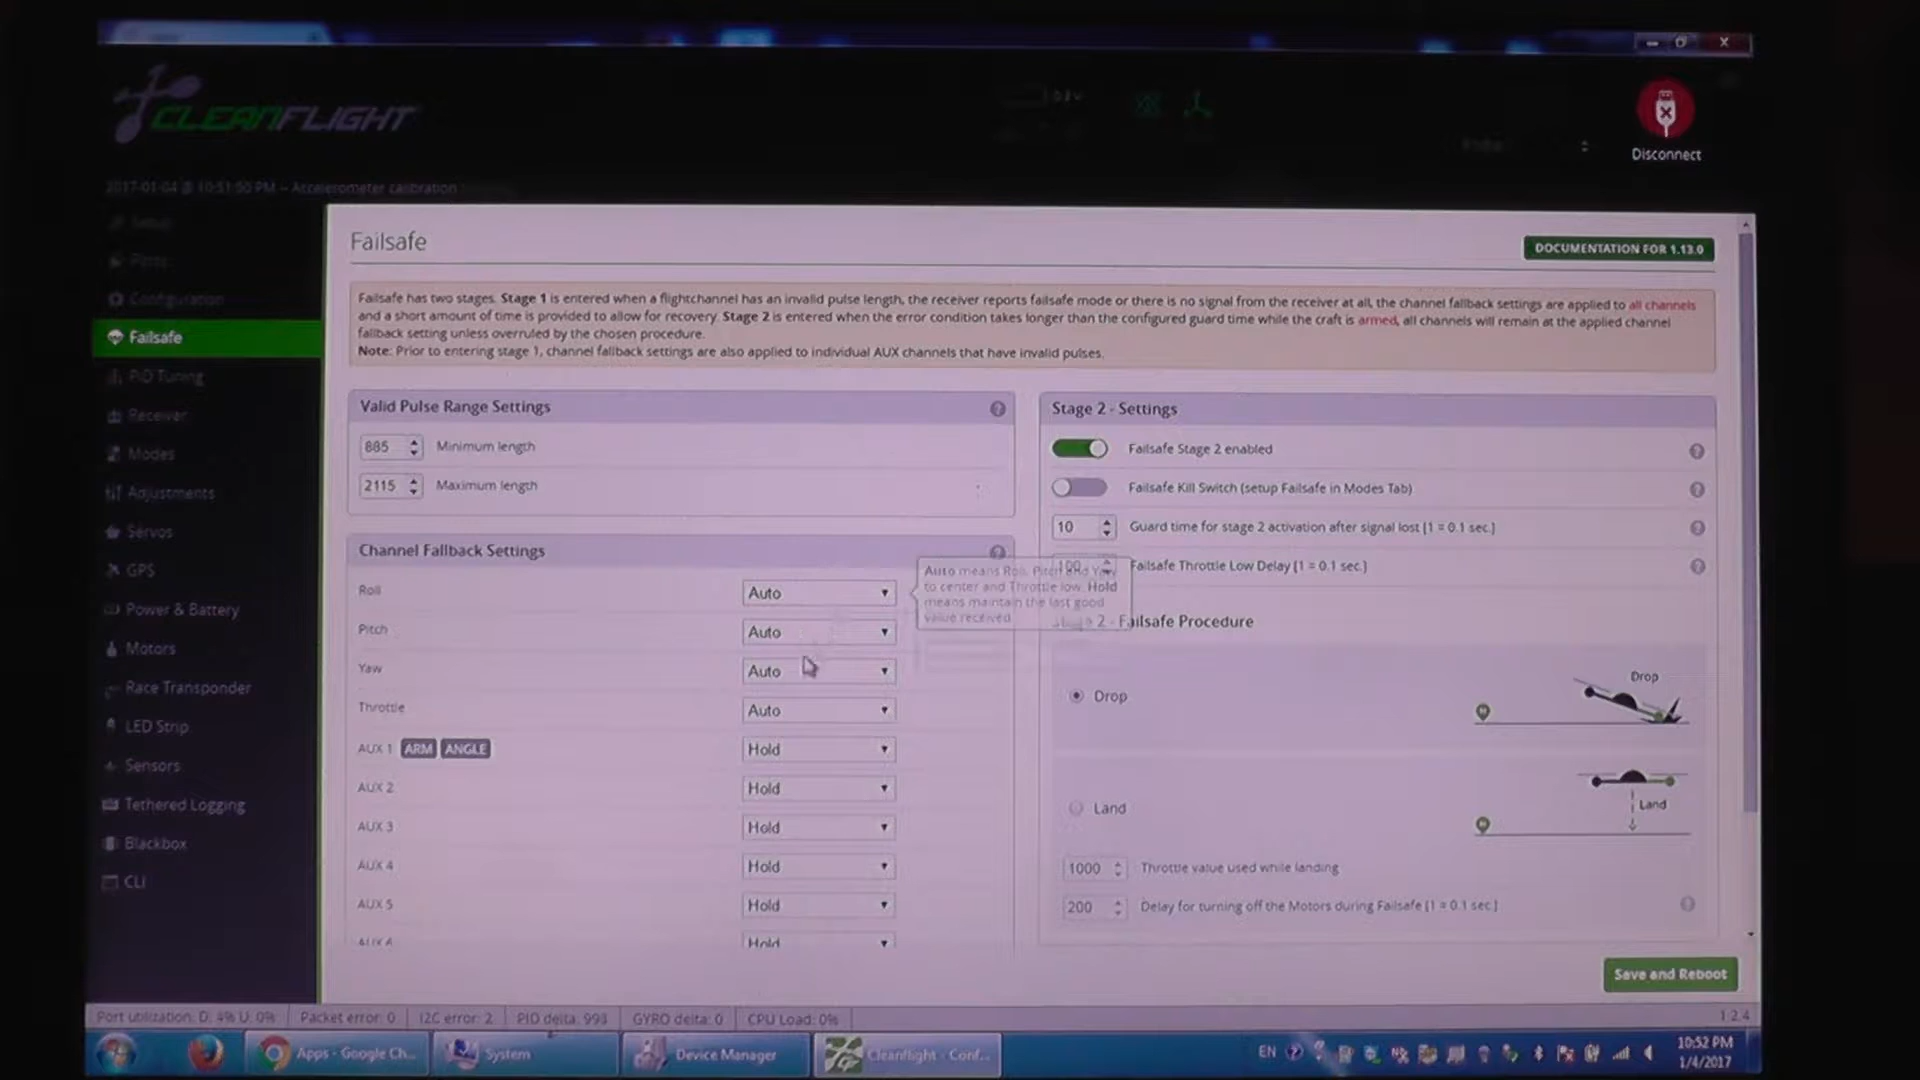 CLEANFLIGHT
Disconnect
2017-01-04 @ 10:51:50 PM -- Accelerometer calibration
Setup
Ports
Configuration
Failsafe
PID Tuning
Receiver
Modes
Adjustments
Servos
GPS
Power & Battery
Motors
Race Transponder
LED Strip
Sensors
Tethered Logging
Blackbox
CLI
Failsafe
DOCUMENTATION FOR 1.13.0
Failsafe has two stages. Stage 1 is entered when a flightchannel has an invalid pulse length, the receiver reports failsafe mode or there is no signal from the receiver at all, the channel fallback settings are applied to all channels
and a short amount of time is provided to allow for recovery. Stage 2 is entered when the error condition takes longer than the configured guard time while the craft is armed, all channels will remain at the applied channel
fallback setting unless overruled by the chosen procedure.
Note: Prior to entering stage 1, channel fallback settings are also applied to individual AUX channels that have invalid pulses.
Valid Pulse Range Settings
885 Minimum length
2115 Maximum length
Channel Fallback Settings
Roll Auto
Pitch Auto
Yaw Auto
Throttle Auto
AUX 1 ARM ANGLE Hold
AUX 2 Hold
AUX 3 Hold
AUX 4 Hold
AUX 5 Hold
AUX 6 Hold
Auto means Roll, Pitch and Yaw
to center and Throttle low. Hold
means maintain the last good
value received
Stage 2 - Settings
Failsafe Stage 2 enabled
Failsafe Kill Switch (setup Failsafe in Modes Tab)
10 Guard time for stage 2 activation after signal lost [1 = 0.1 sec.]
100 Failsafe Throttle Low Delay [1 = 0.1 sec.]
Stage 2 - Failsafe Procedure
Drop
Drop
Land
Land
1000 Throttle value used while landing
200 Delay for turning off the Motors during Failsafe [1 = 0.1 sec.]
Save and Reboot
Port utilization: D: 4% U: 0% Packet error: 0 I2C error: 2 PID delta: 993 GYRO delta: 0 CPU Load: 0%
1.2.4
Apps - Google Ch...
System
Device Manager
Cleanflight - Conf...
EN
10:52 PM
1/4/2017